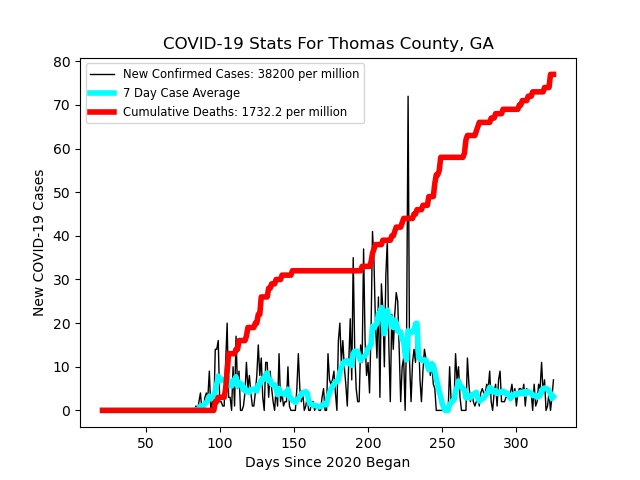 COVID-19 Stats For Thomas County, GA
New Confirmed Cases: 38200 per million
7 Day Case Average
Cumulative Deaths: 1732.2 per million
New COVID-19 Cases
80
70
60
50
40
30
20
10
0
50
100
150
200
250
300
Days Since 2020 Began